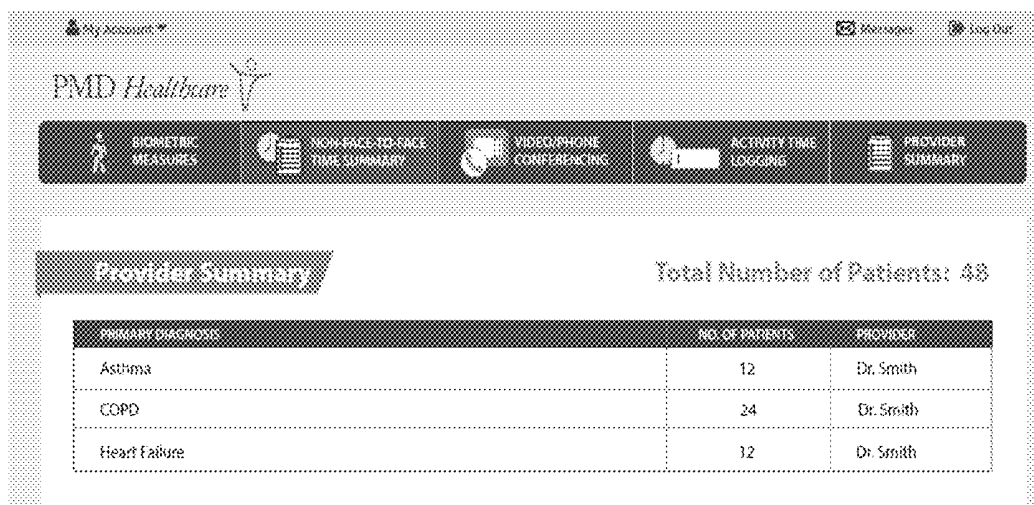 My Account
Messages
Log Out
PMD Healthcare
BIOMETRIC MEASURES
NON-FACE-TO-FACE TIME SUMMARY
VIDEO/PHONE CONFERENCING
ACTIVITY TIME LOGGING
PROVIDER SUMMARY
Provider Summary
Total Number of Patients: 48
PRIMARY DIAGNOSIS NO. OF PATIENTS PROVIDER
Asthma 12 Dr. Smith
COPD 24 Dr. Smith
Heart Failure 12 Dr. Smith